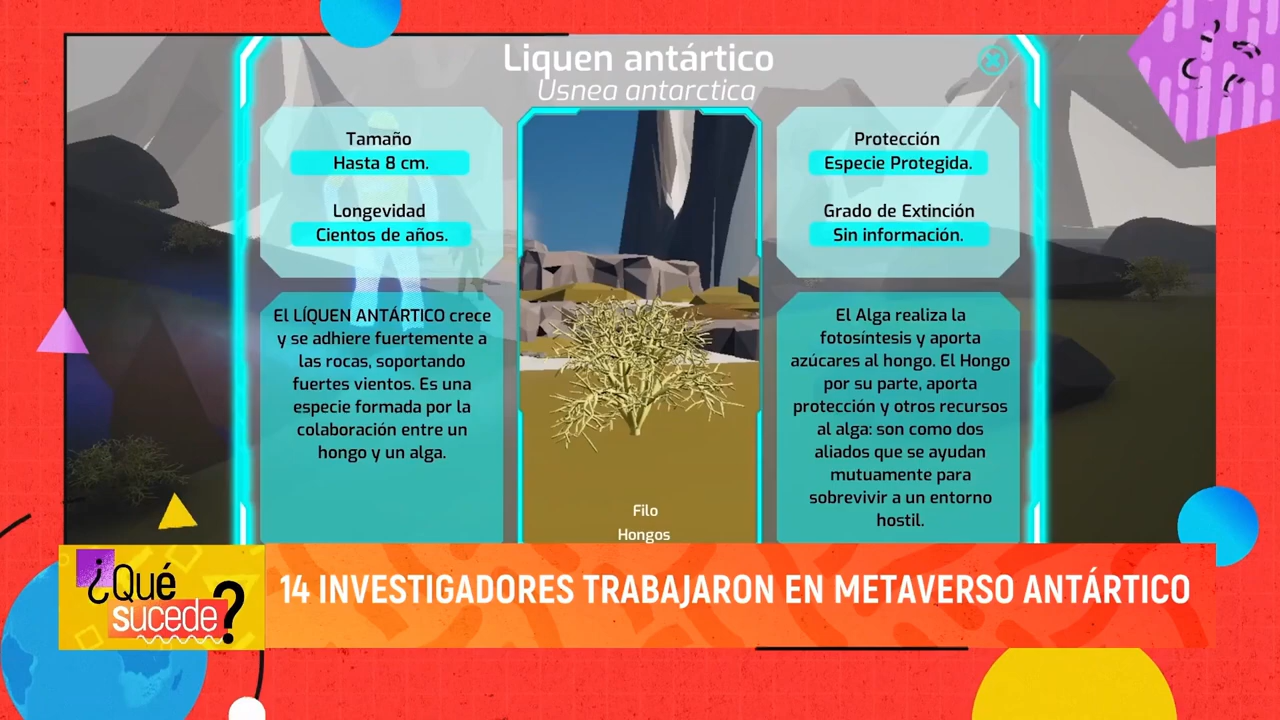 Liquen antártico
Usnea antarctica
Tamaño
Hasta 8 cm.
Longevidad
Cientos de años.
El LÍQUEN ANTÁRTICO crece
y se adhiere fuertemente a
las rocas, soportando
fuertes vientos. Es una
especie formada por la
colaboración entre un
hongo y un alga.
Filo
Hongos
Protección
Especie Protegida.
Grado de Extinción
Sin información.
El Alga realiza la
fotosíntesis y aporta
azúcares al hongo. El Hongo
por su parte, aporta
protección y otros recursos
al alga: son como dos
aliados que se ayudan
mutuamente para
sobrevivir a un entorno
hostil.
¿Qué
sucede?
14 INVESTIGADORES TRABAJARON EN METAVERSO ANTÁRTICO